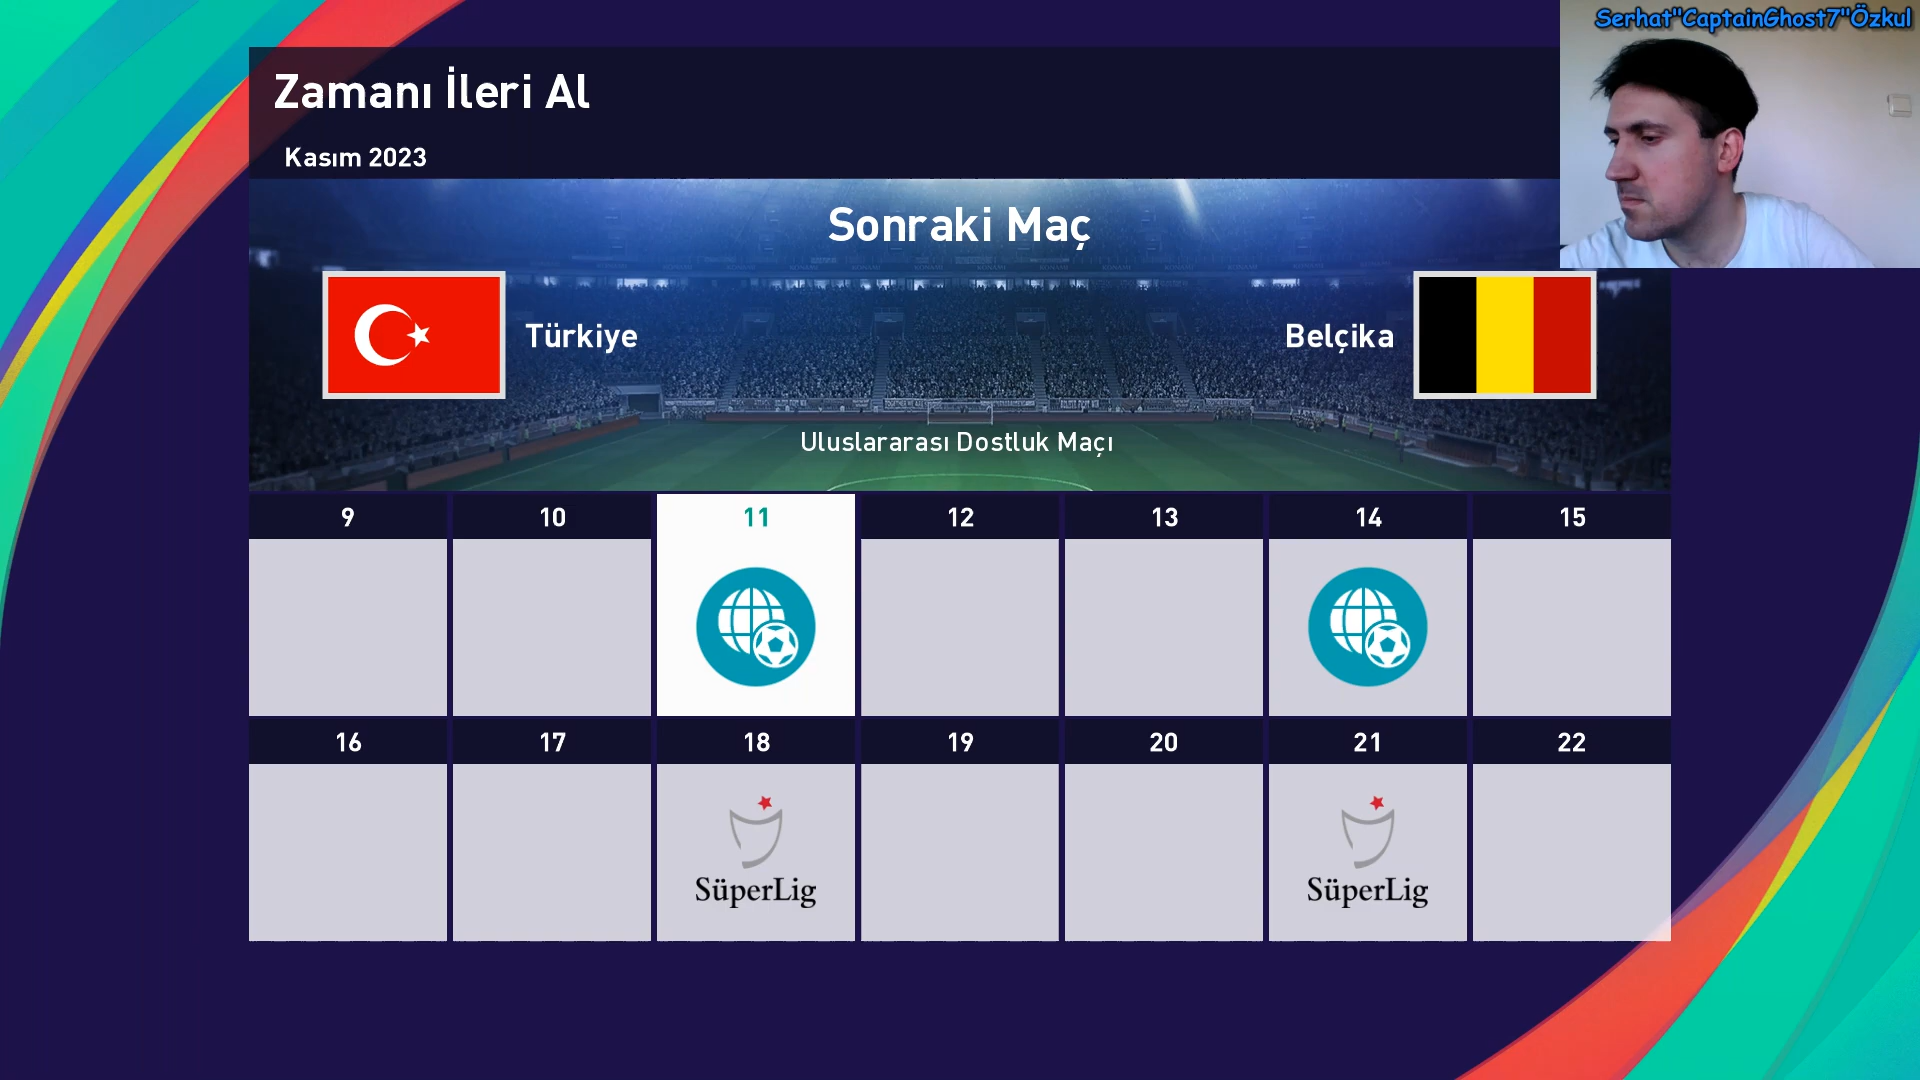 Serhat"CaptainGhost7"Özkul
Zamanı İleri Al
Kasım 2023
Sonraki Maç
Türkiye
Belçika
Uluslararası Dostluk Maçı
9 10 11 12 13 14 15
16 17 18 19 20 21 22
SüperLig SüperLig